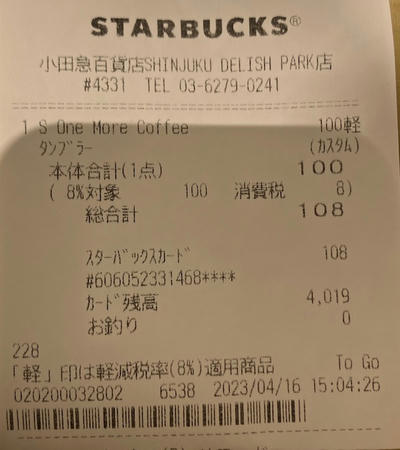 STARBUCKS®
小田急百貨店SHINJUKU DELISH PARK店
#4331 TEL 03-6279-0241
1 S One More Coffee 100軽
ﾀﾝﾌﾞﾗｰ (ｶｽﾀﾑ)
本体合計(1点) 100
( 8%対象 100 消費税 8)
総合計 108
ｽﾀｰﾊﾞｯｸｽｶｰﾄﾞ 108
#606052331468****
ｶｰﾄﾞ残高 4,019
お釣り 0
228
「軽」印は軽減税率(8%)適用商品 To Go
020200032802 6538 2023/04/16 15:04:26